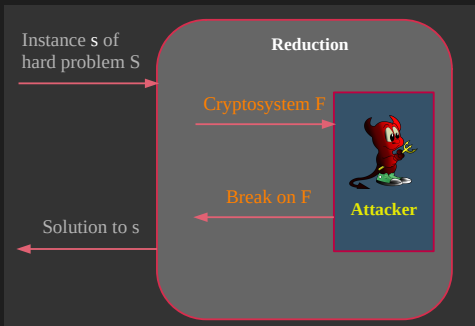 Instance s of
hard problem S
Reduction
Cryptosystem F
Break on F
Attacker
Solution to s